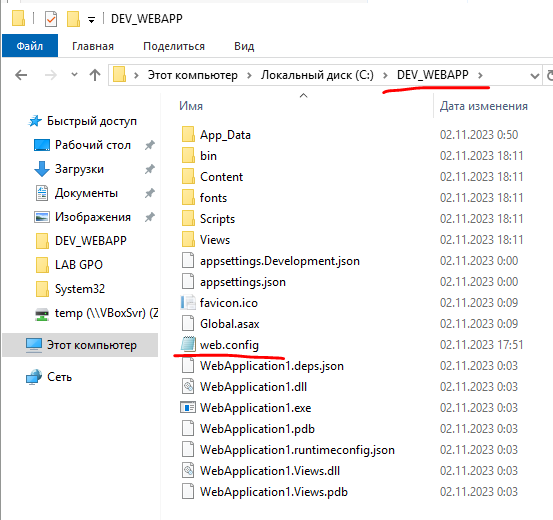 DEV_WEBAPP
Файл Главная Поделиться Вид
Этот компьютер > Локальный диск (C:) > DEV_WEBAPP >
Имя Дата изменения
Быстрый доступ
Рабочий стол
Загрузки
Документы
Изображения
DEV_WEBAPP
LAB GPO
System32
temp (\\VBoxSvr) (Z
Этот компьютер
Сеть
App_Data 02.11.2023 0:50
bin 02.11.2023 18:11
Content 02.11.2023 18:11
fonts 02.11.2023 18:11
Scripts 02.11.2023 18:11
Views 02.11.2023 18:11
appsettings.Development.json 02.11.2023 0:00
appsettings.json 02.11.2023 0:00
favicon.ico 02.11.2023 0:09
Global.asax 02.11.2023 0:09
web.config 02.11.2023 17:51
WebApplication1.deps.json 02.11.2023 0:03
WebApplication1.dll 02.11.2023 0:03
WebApplication1.exe 02.11.2023 0:03
WebApplication1.pdb 02.11.2023 0:03
WebApplication1.runtimeconfig.json 02.11.2023 0:03
WebApplication1.Views.dll 02.11.2023 0:03
WebApplication1.Views.pdb 02.11.2023 0:03